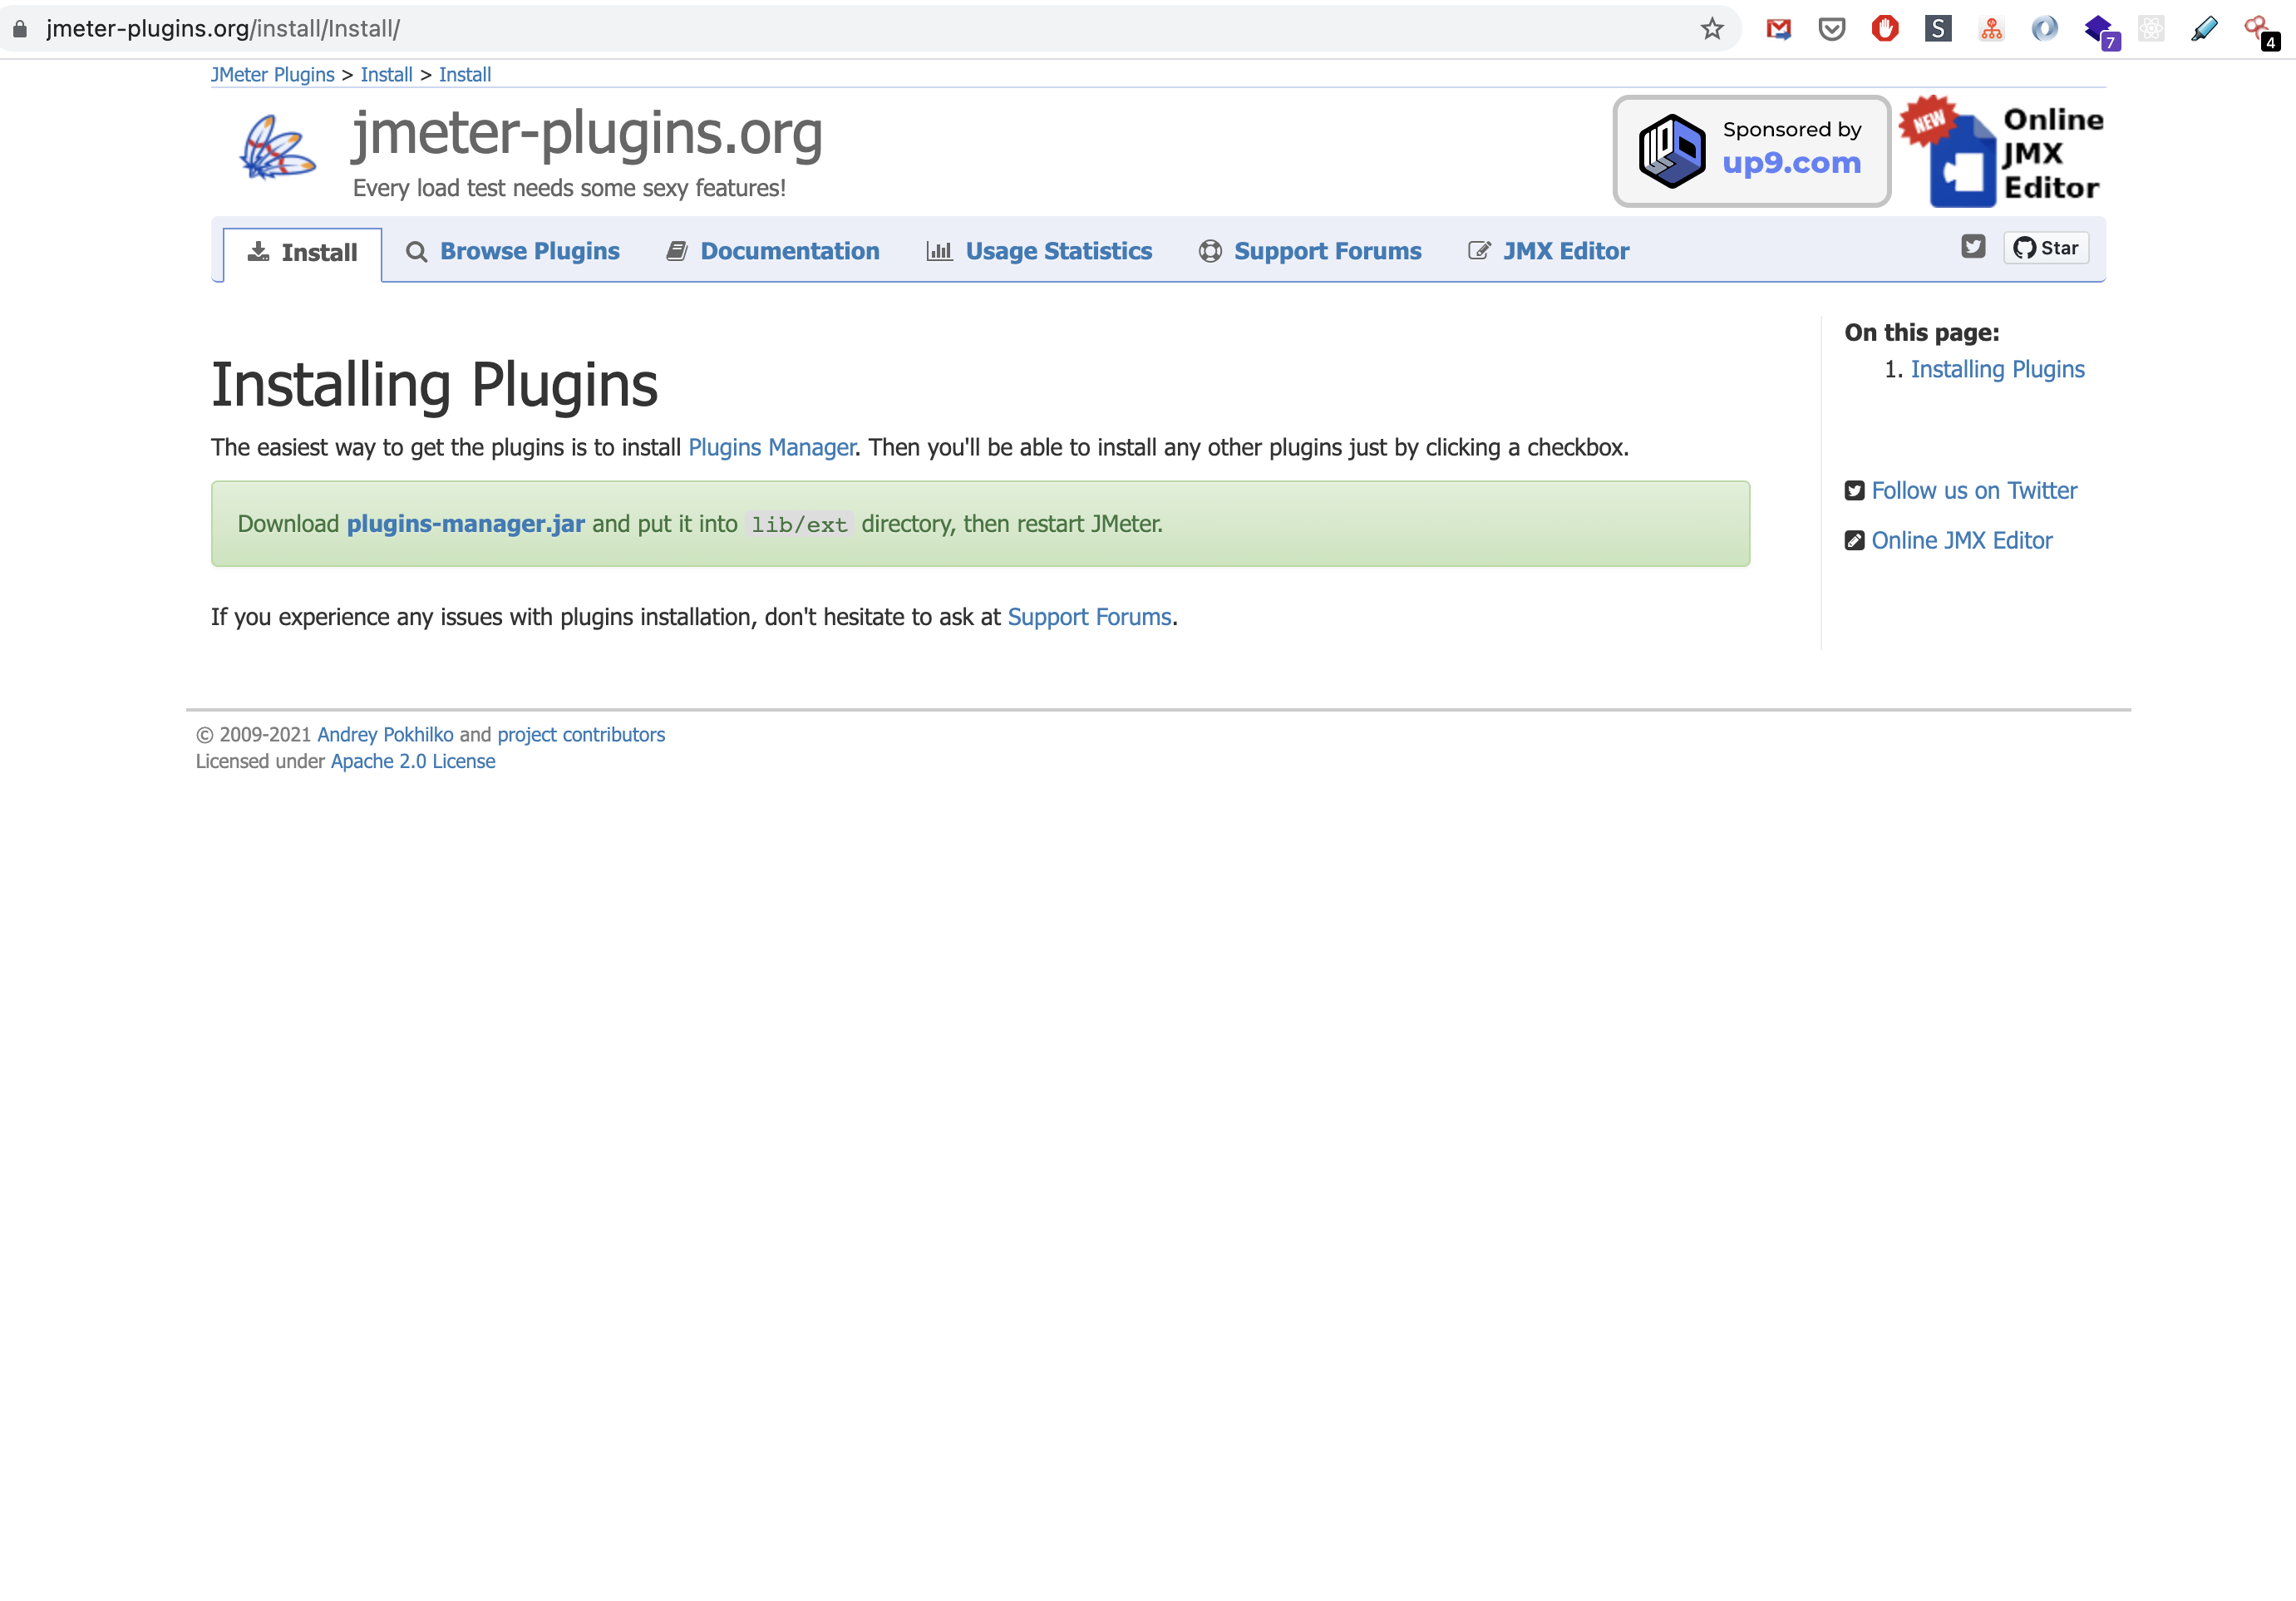 jmeter-plugins.org/install/Install/
S
7
4
JMeter Plugins > Install > Install
jmeter-plugins.org
Every load test needs some sexy features!
Sponsored by
up9.com
NEW
Online
JMX
Editor
Install
Browse Plugins
Documentation
Usage Statistics
Support Forums
JMX Editor
Star
Installing Plugins
The easiest way to get the plugins is to install Plugins Manager. Then you'll be able to install any other plugins just by clicking a checkbox.
Download plugins-manager.jar and put it into lib/ext directory, then restart JMeter.
If you experience any issues with plugins installation, don't hesitate to ask at Support Forums.
On this page:
1. Installing Plugins
Follow us on Twitter
Online JMX Editor
© 2009-2021 Andrey Pokhilko and project contributors
Licensed under Apache 2.0 License